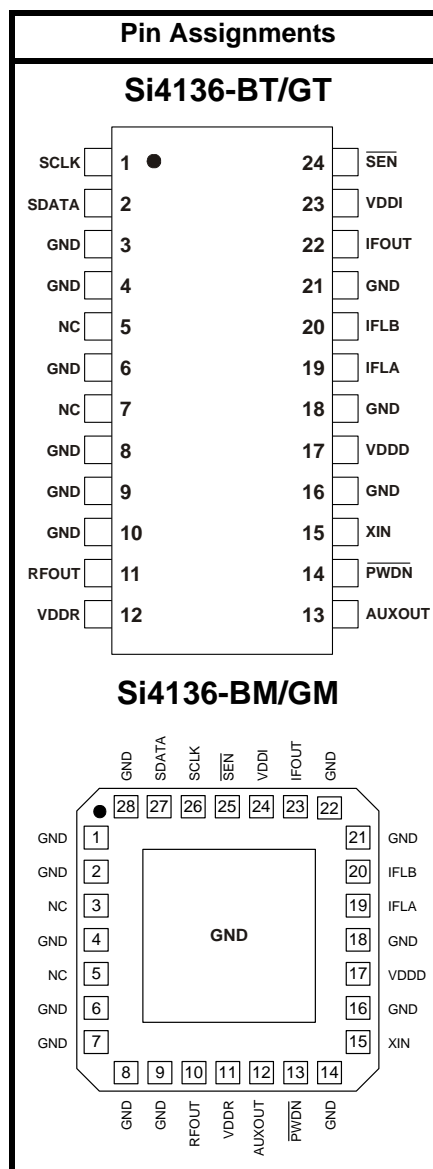 Pin Assignments
Si4136-BT/GT
SCLK 1 24 SEN
SDATA 2 23 VDDI
GND 3 22 IFOUT
GND 4 21 GND
NC 5 20 IFLB
GND 6 19 IFLA
NC 7 18 GND
GND 8 17 VDDD
GND 9 16 GND
GND 10 15 XIN
RFOUT 11 14 PWDN
VDDR 12 13 AUXOUT
Si4136-BM/GM
GND SDATA SCLK SEN VDDI IFOUT GND
28 27 26 25 24 23 22
GND 1 21 GND
GND 2 20 IFLB
NC 3 19 IFLA
GND 4 GND 18 GND
NC 5 17 VDDD
GND 6 16 GND
GND 7 15 XIN
8 9 10 11 12 13 14
GND GND RFOUT VDDR AUXOUT PWDN GND